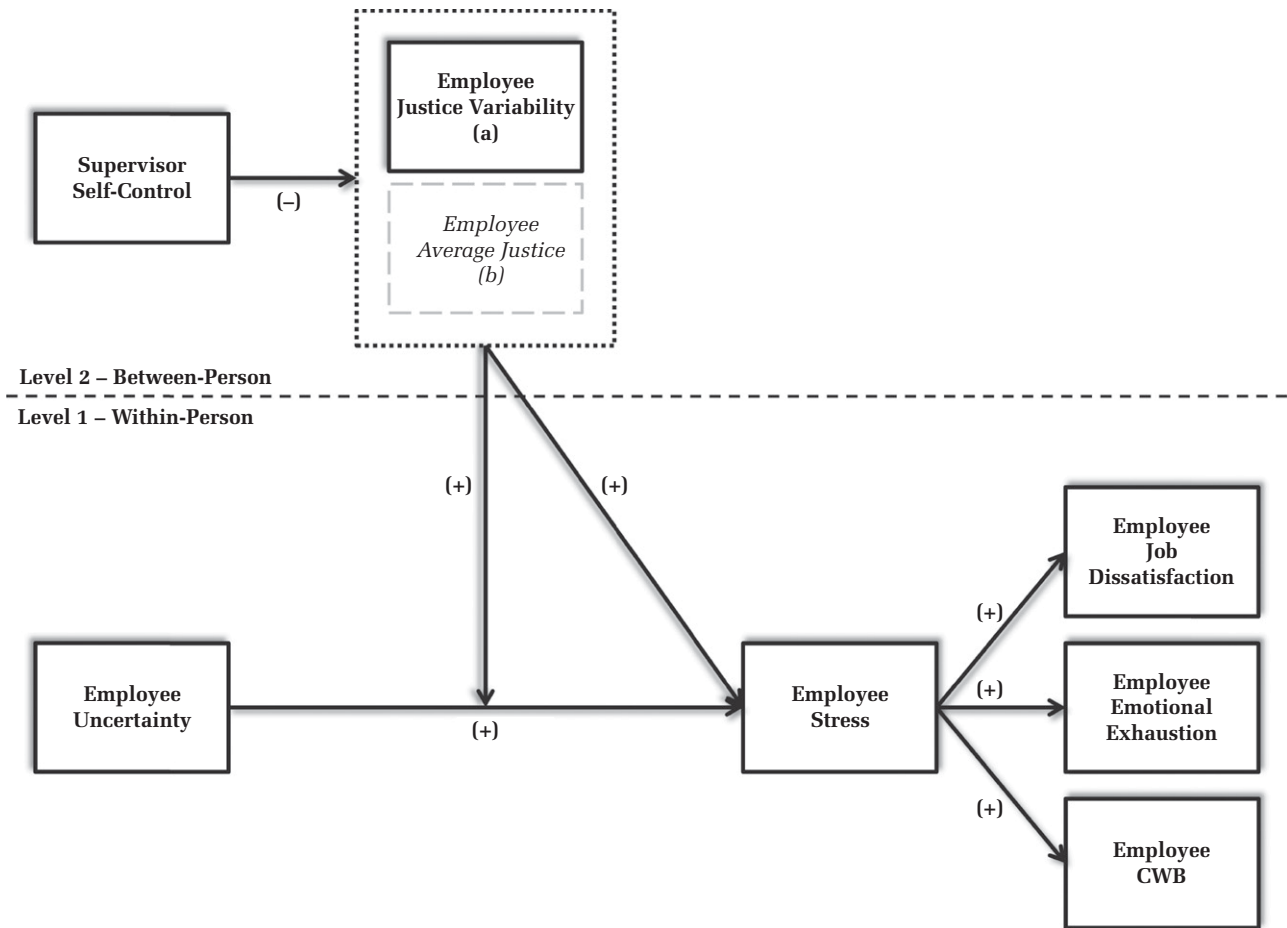 Employee
Justice Variability
(a)
Supervisor
Self-Control
(–)
Employee
Average Justice
(b)
Level 2 – Between-Person
Level 1 – Within-Person
(+)
(+)
Employee
Job
Dissatisfaction
(+)
Employee
Uncertainty
(+)
Employee
Stress
(+)
Employee
Emotional
Exhaustion
(+)
Employee
CWB